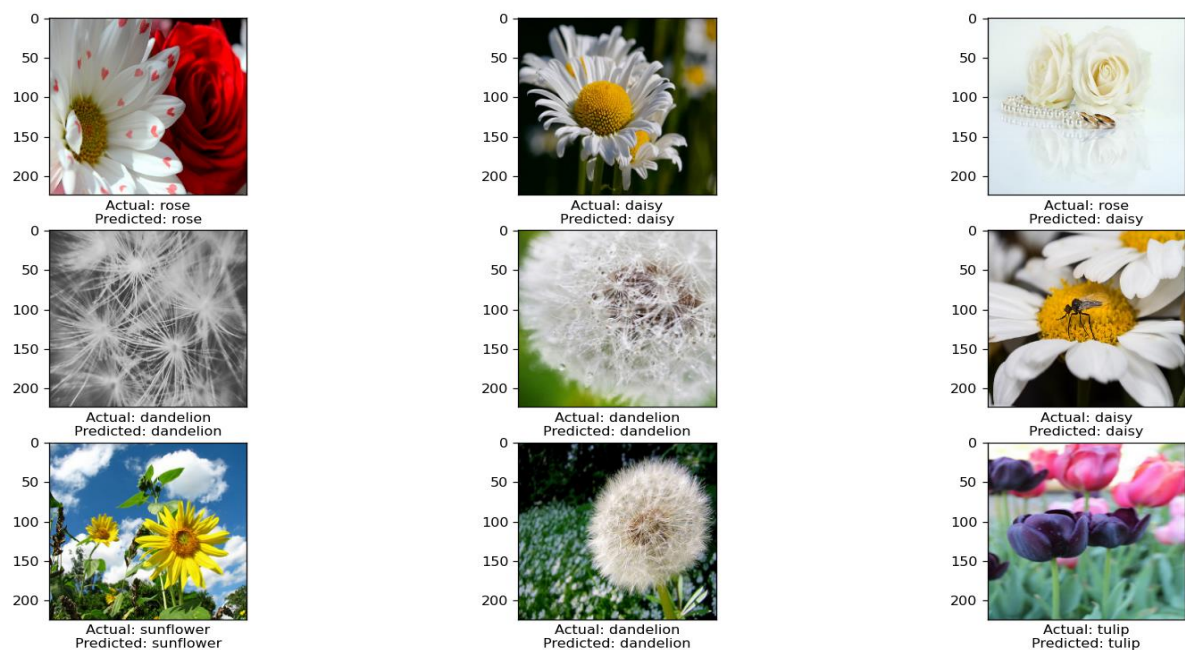 0
50
100
150
200
Actual: rose
Predicted: rose
0
50
100
150
200
Actual: daisy
Predicted: daisy
0
50
100
150
200
Actual: rose
Predicted: daisy
0
50
100
150
200
Actual: dandelion
Predicted: dandelion
0
50
100
150
200
Actual: dandelion
Predicted: dandelion
0
50
100
150
200
Actual: daisy
Predicted: daisy
0
50
100
150
200
Actual: sunflower
Predicted: sunflower
0
50
100
150
200
Actual: dandelion
Predicted: dandelion
0
50
100
150
200
Actual: tulip
Predicted: tulip